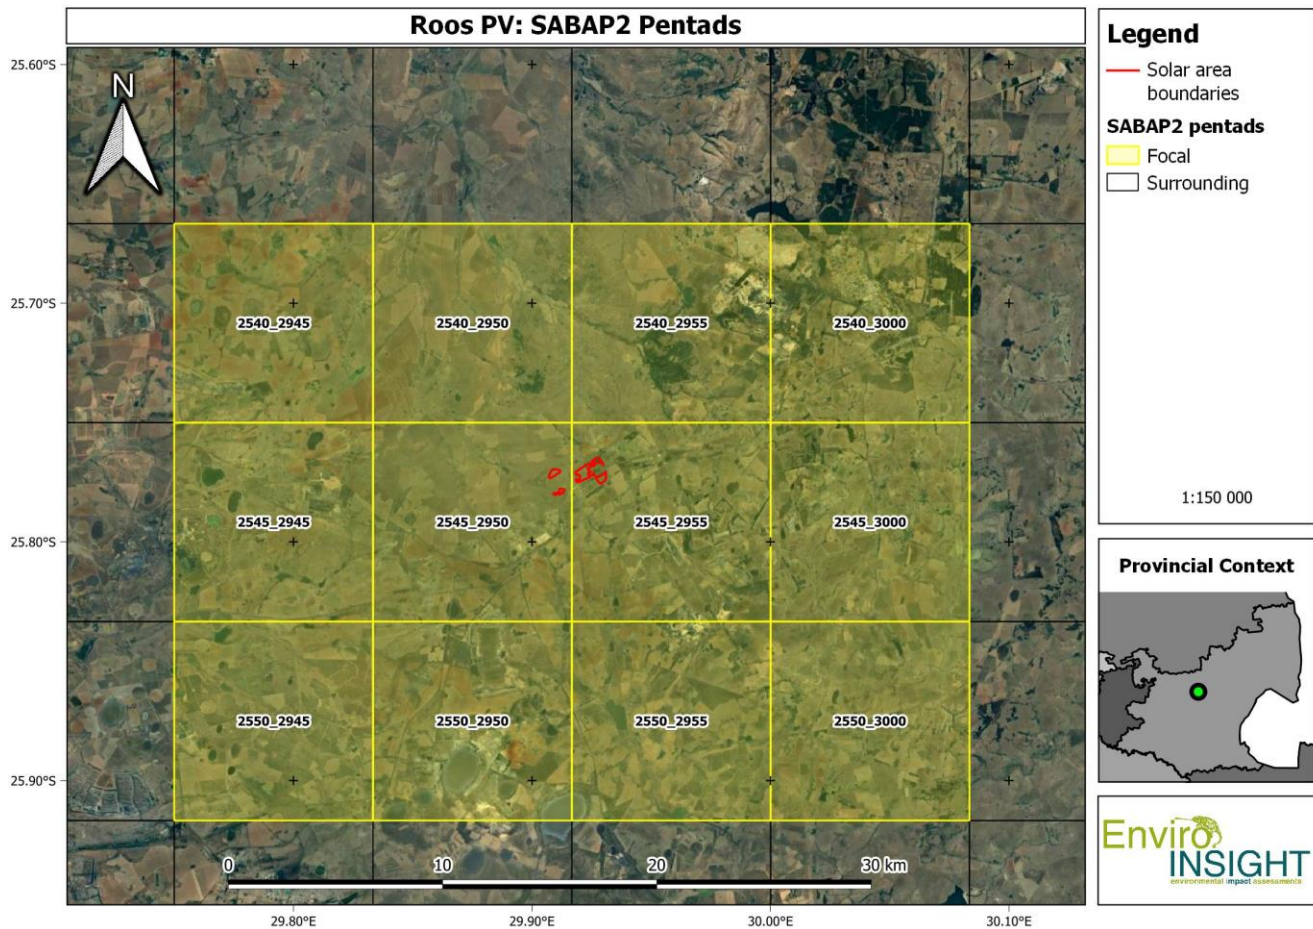 Roos PV: SABAP2 Pentads
N
25.60°S
25.70°S
25.80°S
25.90°S
2540_2945
2540_2950
2540_2955
2540_3000
2545_2945
2545_2950
2545_2955
2545_3000
2550_2945
2550_2950
2550_2955
2550_3000
0
10
20
30 km
29.80°E
29.90°E
30.00°E
30.10°E
Legend
Solar area
boundaries
SABAP2 pentads
Focal
Surrounding
1:150 000
Provincial Context
Enviro
INSIGHT
environmental impact assessments